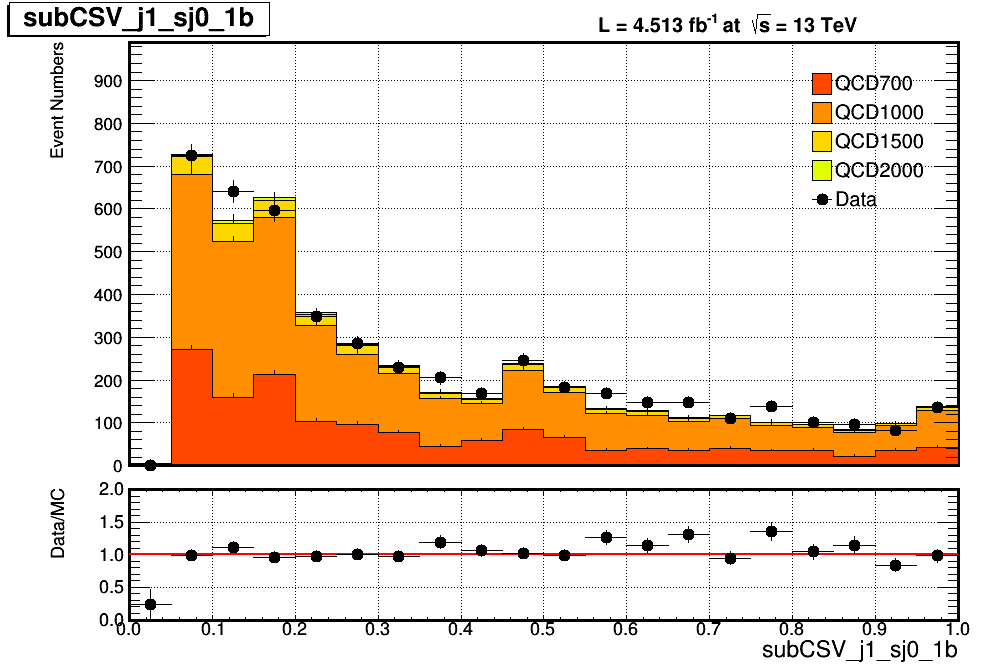 subCSV_j1_sj0_1b
L = 4.513 fb⁻¹ at √s = 13 TeV
Event Numbers
900
800
700
600
500
400
300
200
100
0
QCD700
QCD1000
QCD1500
QCD2000
Data
Data/MC
2.0
1.5
1.0
0.5
0.0
0.0 0.1 0.2 0.3 0.4 0.5 0.6 0.7 0.8 0.9 1.0
subCSV_j1_sj0_1b